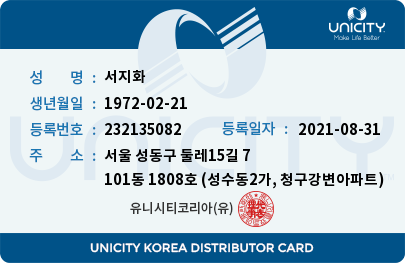 UNICITY
Make Life Better
성 명 : 서지화
생년월일 : 1972-02-21
등록번호 : 232135082 등록일자 : 2021-08-31
주 소 : 서울 성동구 둘레15길 7
101동 1808호 (성수동2가, 청구강변아파트)
유니시티코리아(유)
UNICITY KOREA DISTRIBUTOR CARD